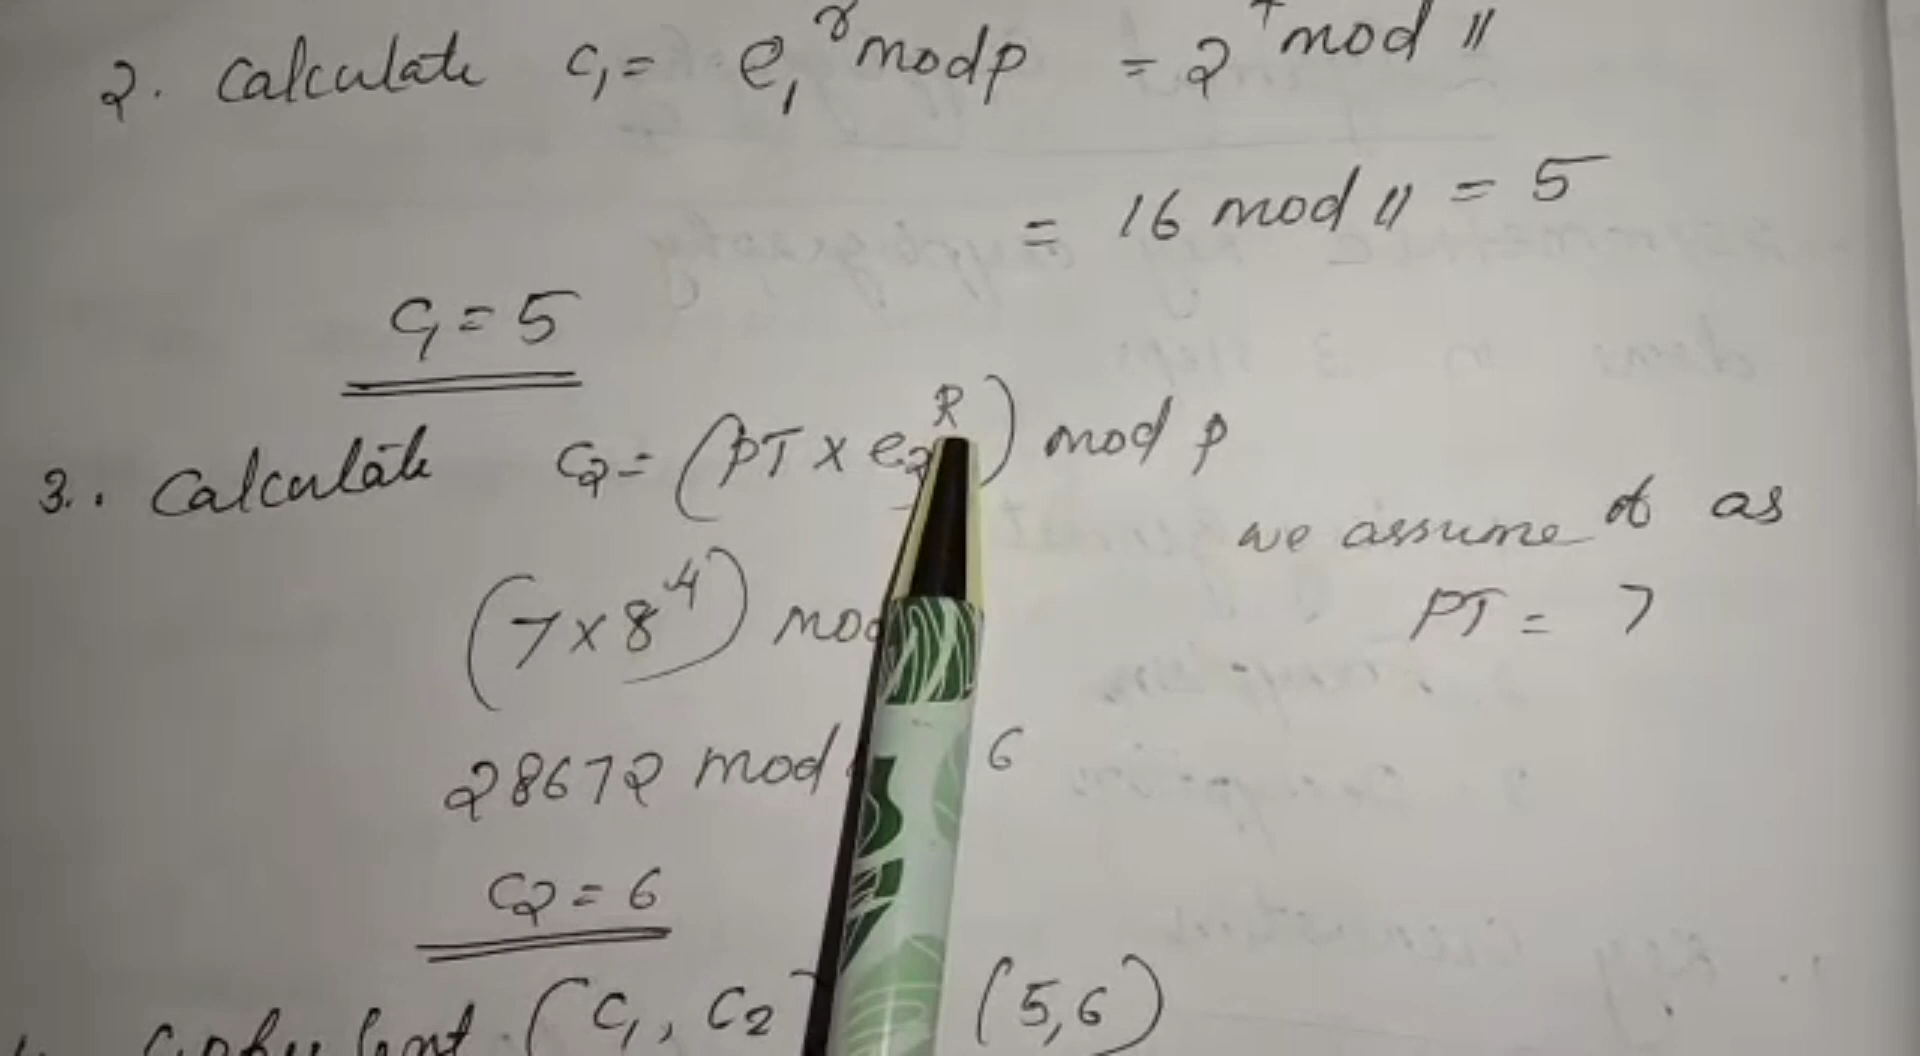 2. Calculate C₁ = e₁^r mod p = 2^4 mod 11
= 16 mod 11 = 5
C₁ = 5
3. Calculate C₂ = (PT × e₂^R) mod p
we assume as
(7×8^4) PT = 7
28672 mod 6
C₂ = 6
(C₁, C₂ (5,6)